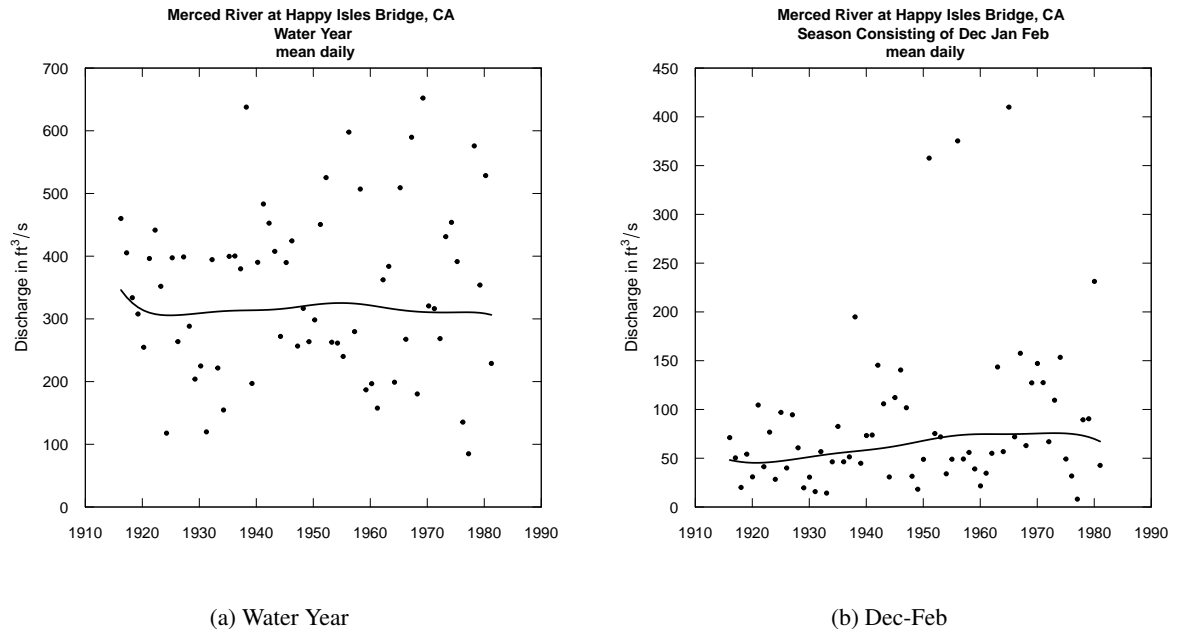 Merced River at Happy Isles Bridge, CA
Water Year
mean daily
700
600
500
400
300
200
100
0
Discharge in ft³/s
1910 1920 1930 1940 1950 1960 1970 1980 1990
(a) Water Year
Merced River at Happy Isles Bridge, CA
Season Consisting of Dec Jan Feb
mean daily
450
400
350
300
250
200
150
100
50
0
Discharge in ft³/s
1910 1920 1930 1940 1950 1960 1970 1980 1990
(b) Dec-Feb